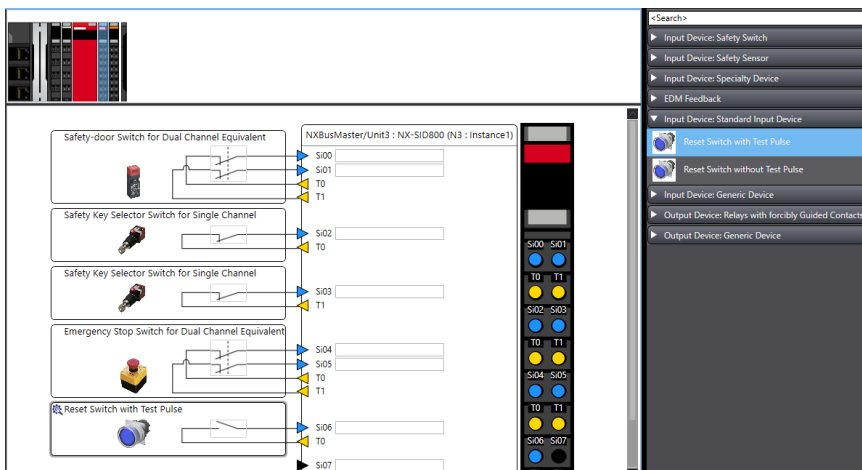 <Search>
Input Device: Safety Switch
Input Device: Safety Sensor
Input Device: Specialty Device
EDM Feedback
Input Device: Standard Input Device
Reset Switch with Test Pulse
Reset Switch without Test Pulse
Input Device: Generic Device
Output Device: Relays with forcibly Guided Contacts
Output Device: Generic Device
NXBusMaster/Unit3 : NX-SID800 (N3 : Instance1)
Safety-door Switch for Dual Channel Equivalent
Si00
Si01
T0
T1
Safety Key Selector Switch for Single Channel
Si02
T0
Safety Key Selector Switch for Single Channel
Si03
T1
Emergency Stop Switch for Dual Channel Equivalent
Si04
Si05
T0
T1
Reset Switch with Test Pulse
Si06
T0
Si07
Si00 Si01
T0 T1
Si02 Si03
T0 T1
Si04 Si05
T0 T1
Si06 Si07